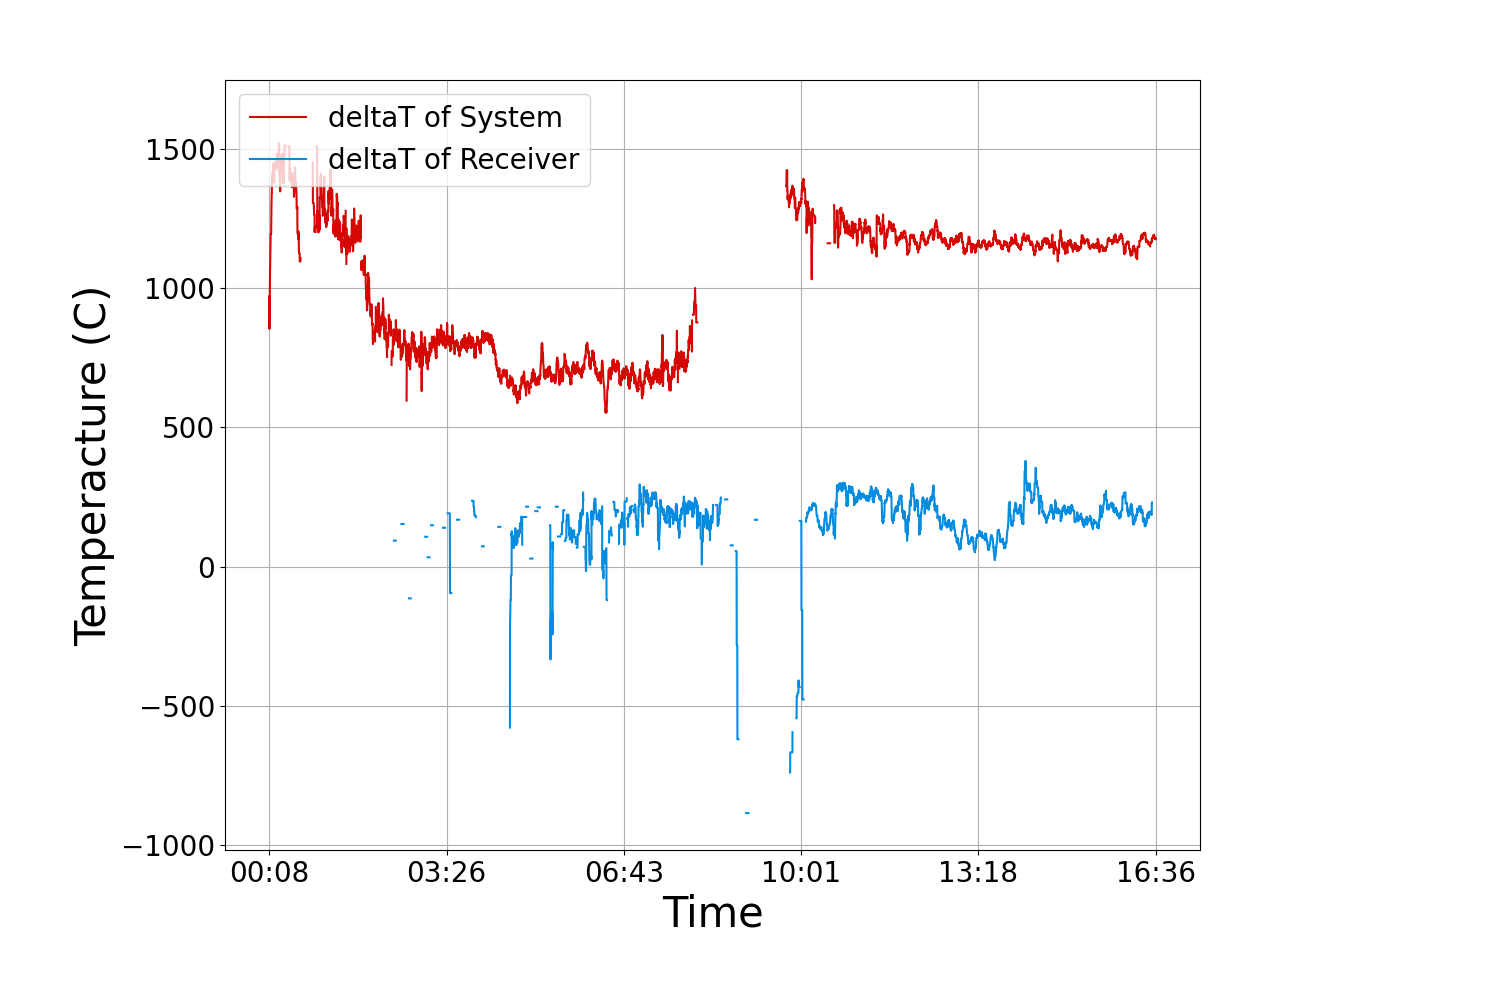 deltaT of System
deltaT of Receiver
1500
1000
500
0
−500
−1000
Temperacture (C)
00:08 03:26 06:43 10:01 13:18 16:36
Time